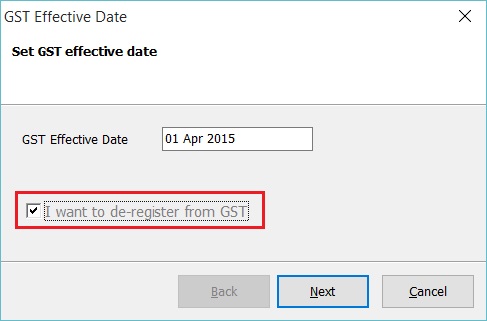 GST Effective Date
Set GST effective date
GST Effective Date 01 Apr 2015
I want to de-register from GST
Back Next Cancel